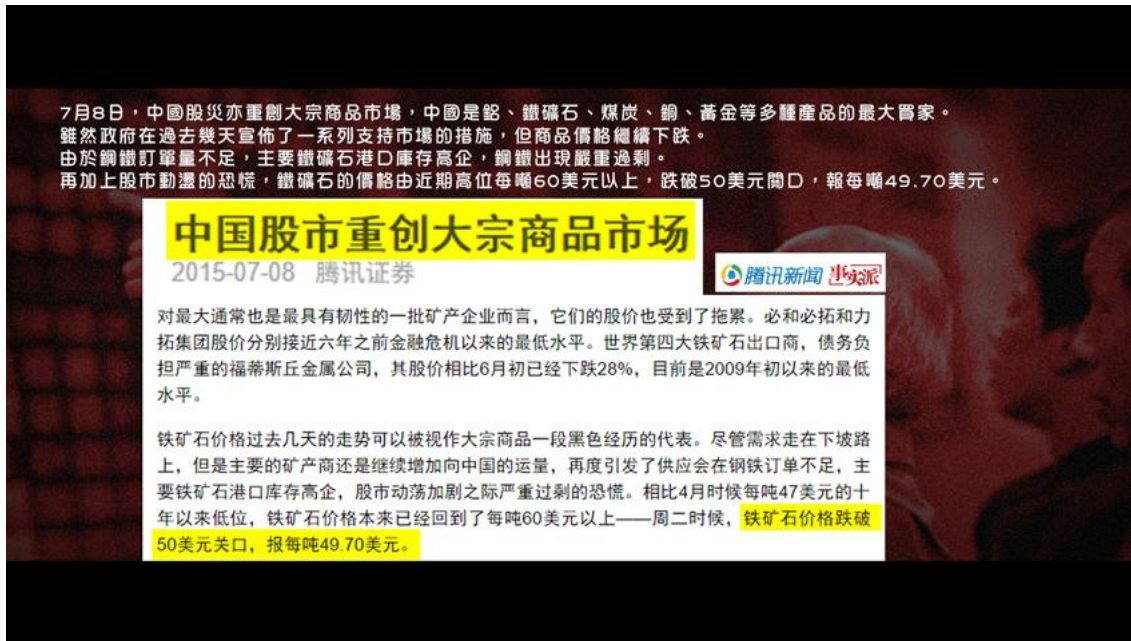 7月8日，中國股災亦重創大宗商品市場，中國是鋁、鐵礦石、煤炭、銅、黃金等多種產品的最大買家。
雖然政府在過去幾天宣佈了一系列支持市場的措施，但商品價格繼續下跌。
由於鋼鐵訂單量不足，主要鐵礦石港口庫存高企，鋼鐵出現嚴重過剩。
再加上股市動盪的恐慌，鐵礦石的價格由近期高位每噸60美元以上，跌破50美元關口，報每噸49.70美元。
中国股市重创大宗商品市场
2015-07-08 腾讯证券
腾讯新闻 事实派
对最大通常也是最具有韧性的一批矿产企业而言，它们的股价也受到了拖累。必和必拓和力
拓集团股价分别接近六年之前金融危机以来的最低水平。世界第四大铁矿石出口商，债务负
担严重的福蒂斯丘金属公司，其股价相比6月初已经下跌28%，目前是2009年初以来的最低
水平。
铁矿石价格过去几天的走势可以被视作大宗商品一段黑色经历的代表。尽管需求走在下坡路
上，但是主要的矿产商还是继续增加向中国的运量，再度引发了供应会在钢铁订单不足，主
要铁矿石港口库存高企，股市动荡加剧之际严重过剩的恐慌。相比4月时候每吨47美元的十
年以来低位，铁矿石价格本来已经回到了每吨60美元以上——周二时候，铁矿石价格跌破
50美元关口，报每吨49.70美元。